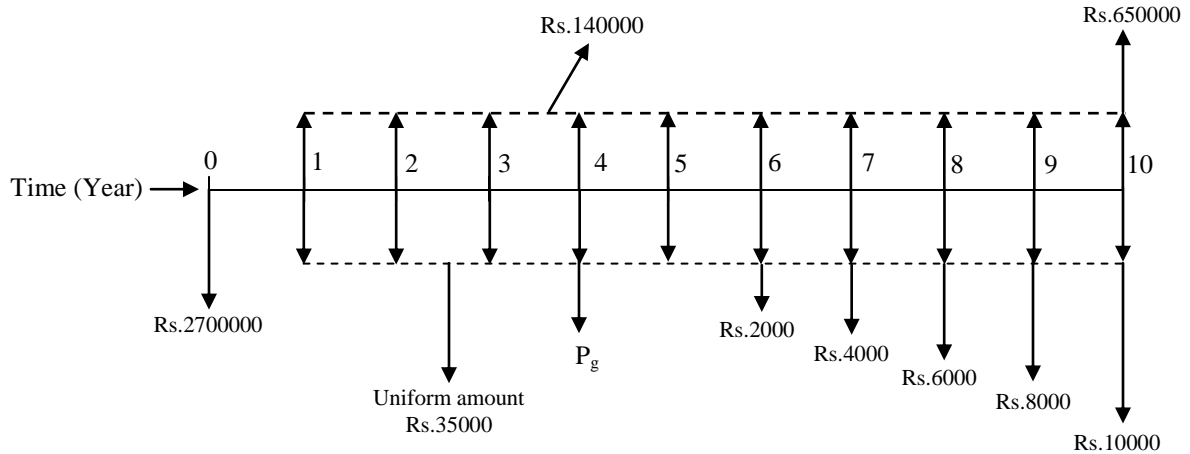 Rs.140000
Rs.650000
0 1 2 3 4 5 6 7 8 9 10
Time (Year)
Rs.2700000
Uniform amount
Rs.35000
Pg
Rs.2000
Rs.4000
Rs.6000
Rs.8000
Rs.10000